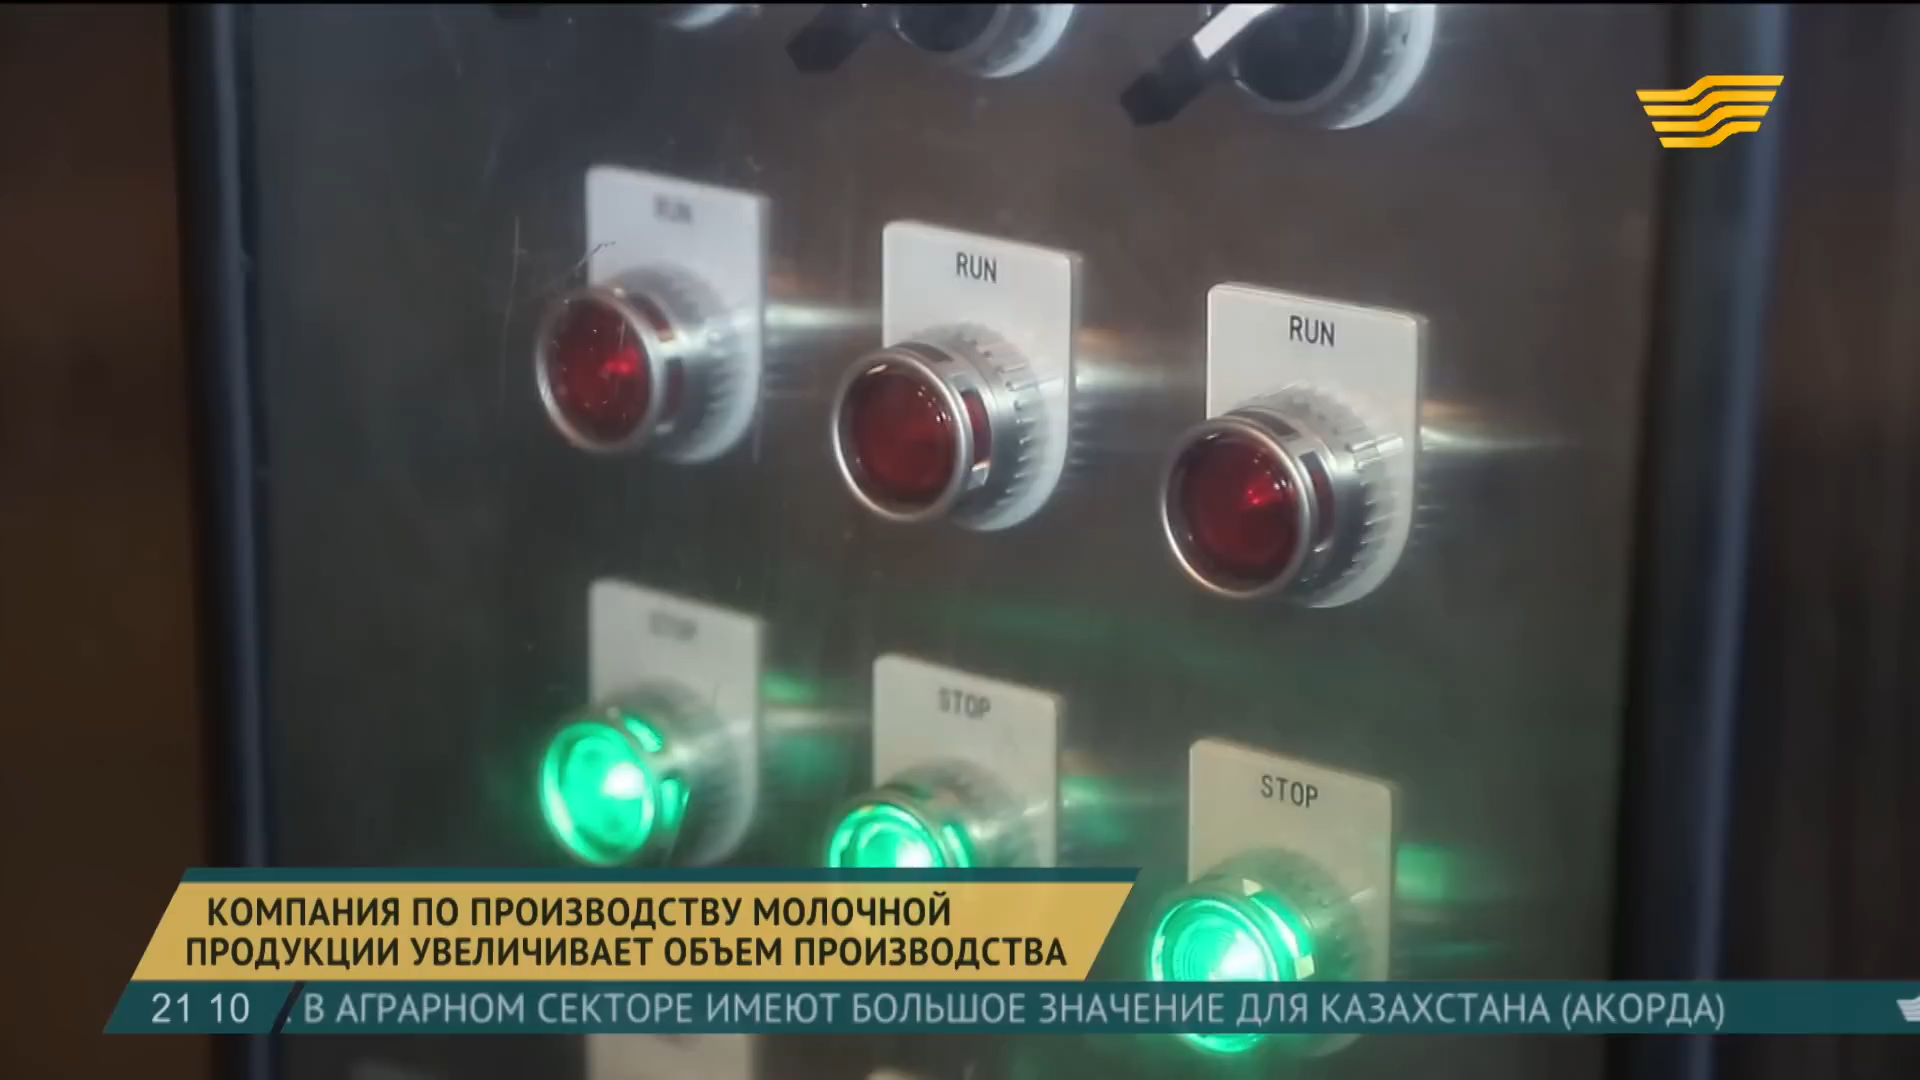 RUN
RUN
RUN
STOP
STOP
STOP
КОМПАНИЯ ПО ПРОИЗВОДСТВУ МОЛОЧНОЙ
ПРОДУКЦИИ УВЕЛИЧИВАЕТ ОБЪЕМ ПРОИЗВОДСТВА
21 10 . В АГРАРНОМ СЕКТОРЕ ИМЕЮТ БОЛЬШОЕ ЗНАЧЕНИЕ ДЛЯ КАЗАХСТАНА (АКОРДА)